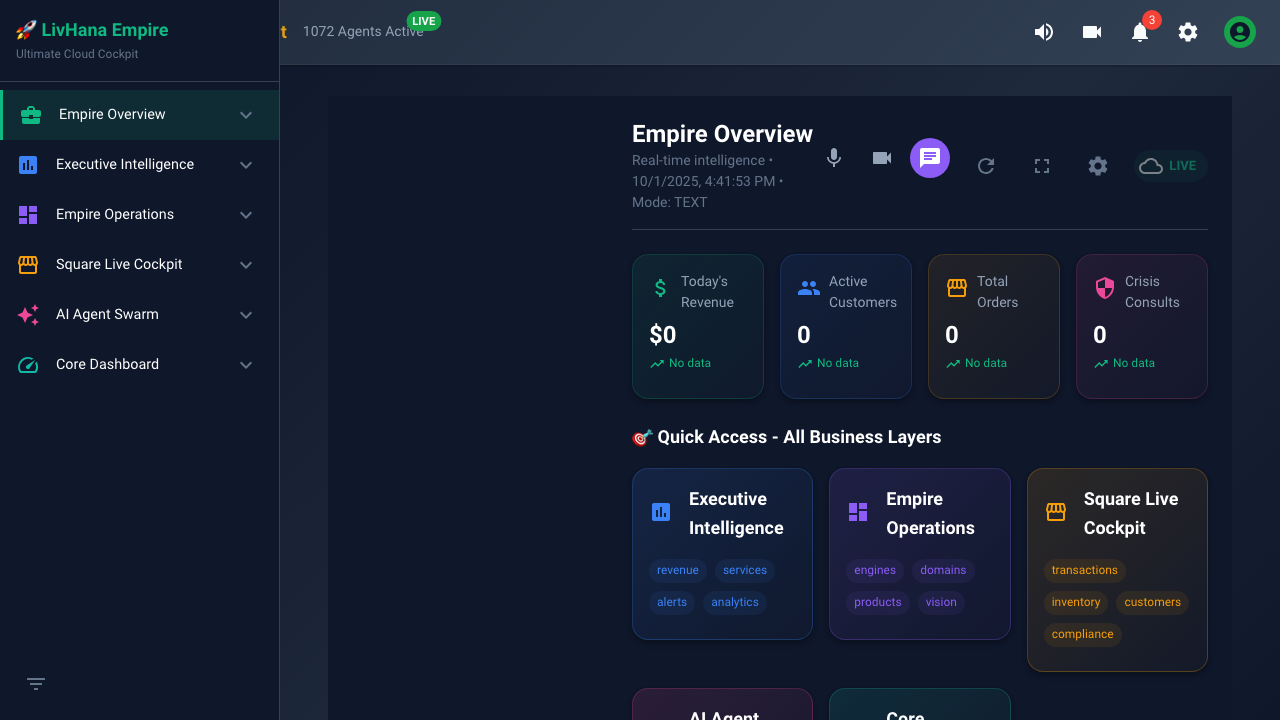 🚀 LivHana Empire
Ultimate Cloud Cockpit
Empire Overview
Executive Intelligence
Empire Operations
Square Live Cockpit
AI Agent Swarm
Core Dashboard
t
1072 Agents Active
LIVE
3
Empire Overview
Real-time intelligence •
10/1/2025, 4:41:53 PM •
Mode: TEXT
LIVE
Today's
Revenue
$0
No data
Active
Customers
0
No data
Total
Orders
0
No data
Crisis
Consults
0
No data
🎯 Quick Access - All Business Layers
Executive
Intelligence
revenue services
alerts analytics
Empire
Operations
engines domains
products vision
Square Live
Cockpit
transactions
inventory customers
compliance
AI Agent
Core